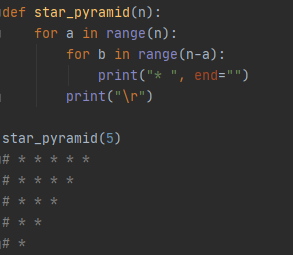 def star_pyramid(n):
    for a in range(n):
        for b in range(n-a):
            print("* ", end="")
        print("\r")

star_pyramid(5)
# * * * * *
# * * * *
# * * *
# * *
# *